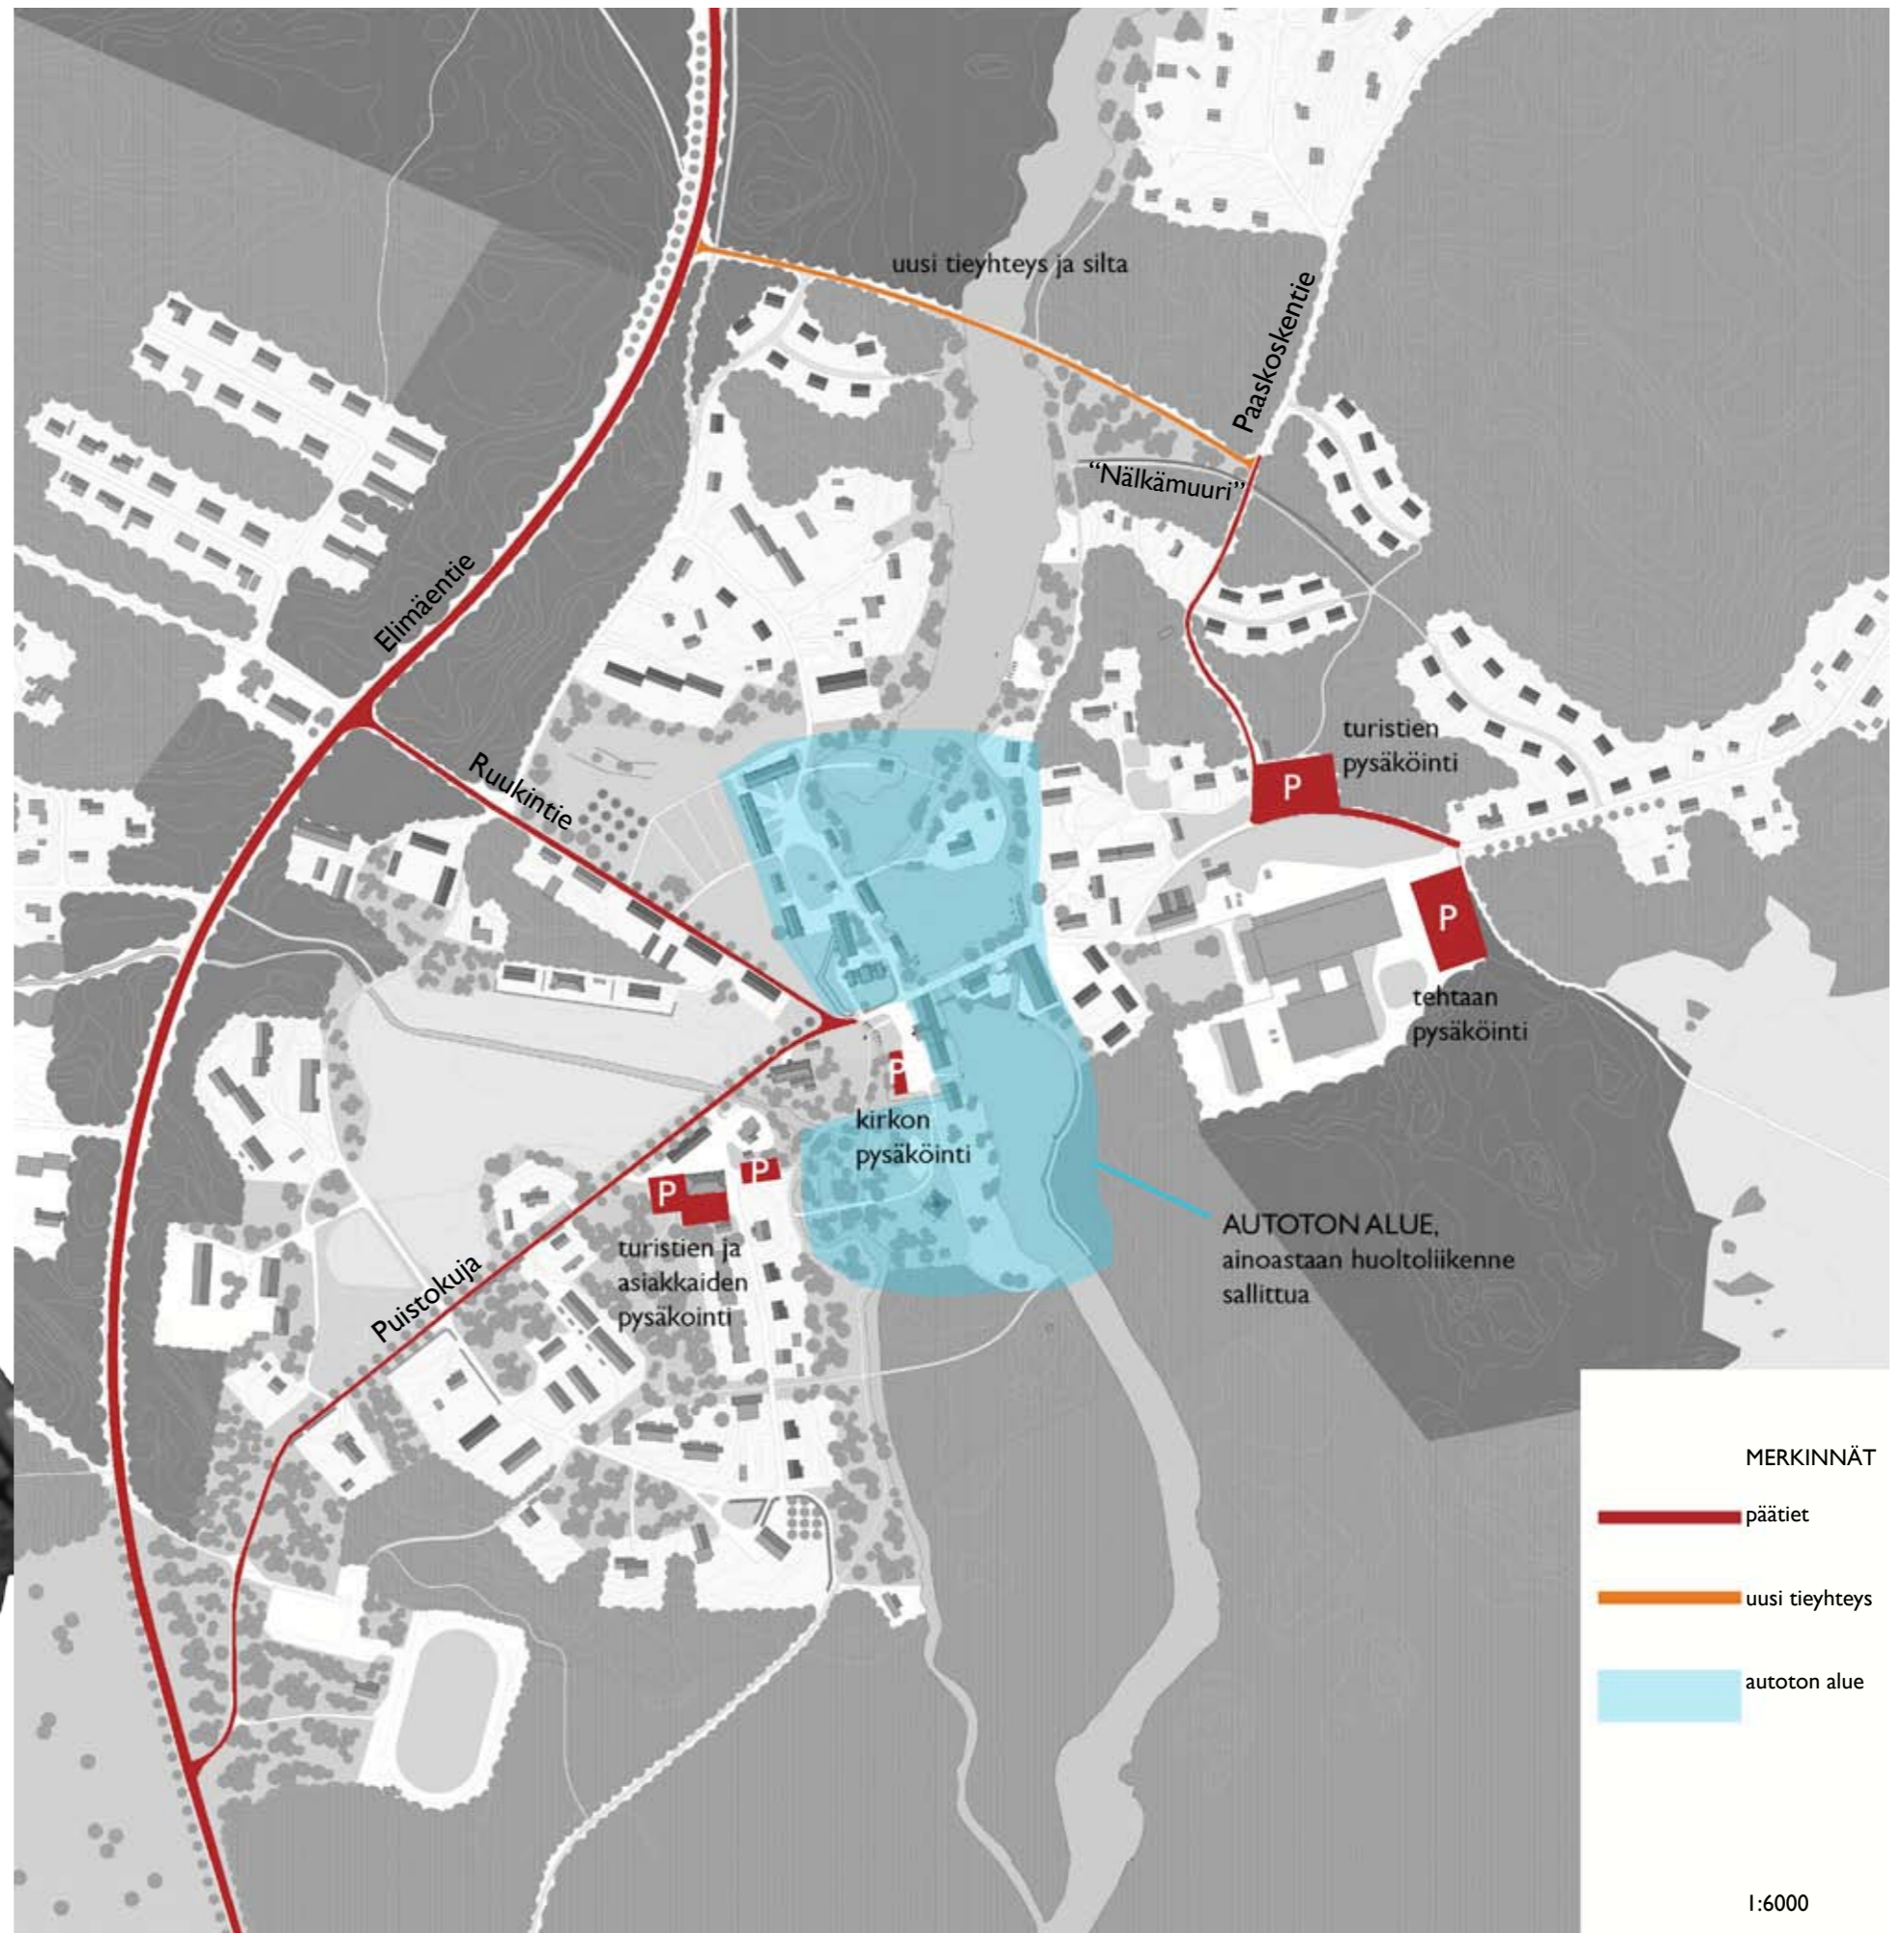 uusi tieyhteys ja silta
Paaskoskentie
“Nälkämuuri”
Elimäentie
Ruukintie
turistien
pysäköinti
P
P
tehtaan
pysäköinti
P
kirkon
pysäköinti
P
P
turistien ja
asiakkaiden
pysäkointi
Puistokuja
AUTOTON ALUE,
ainoastaan huoltoliikenne
sallittua
MERKINNÄT
päätiet
uusi tieyhteys
autoton alue
1:6000